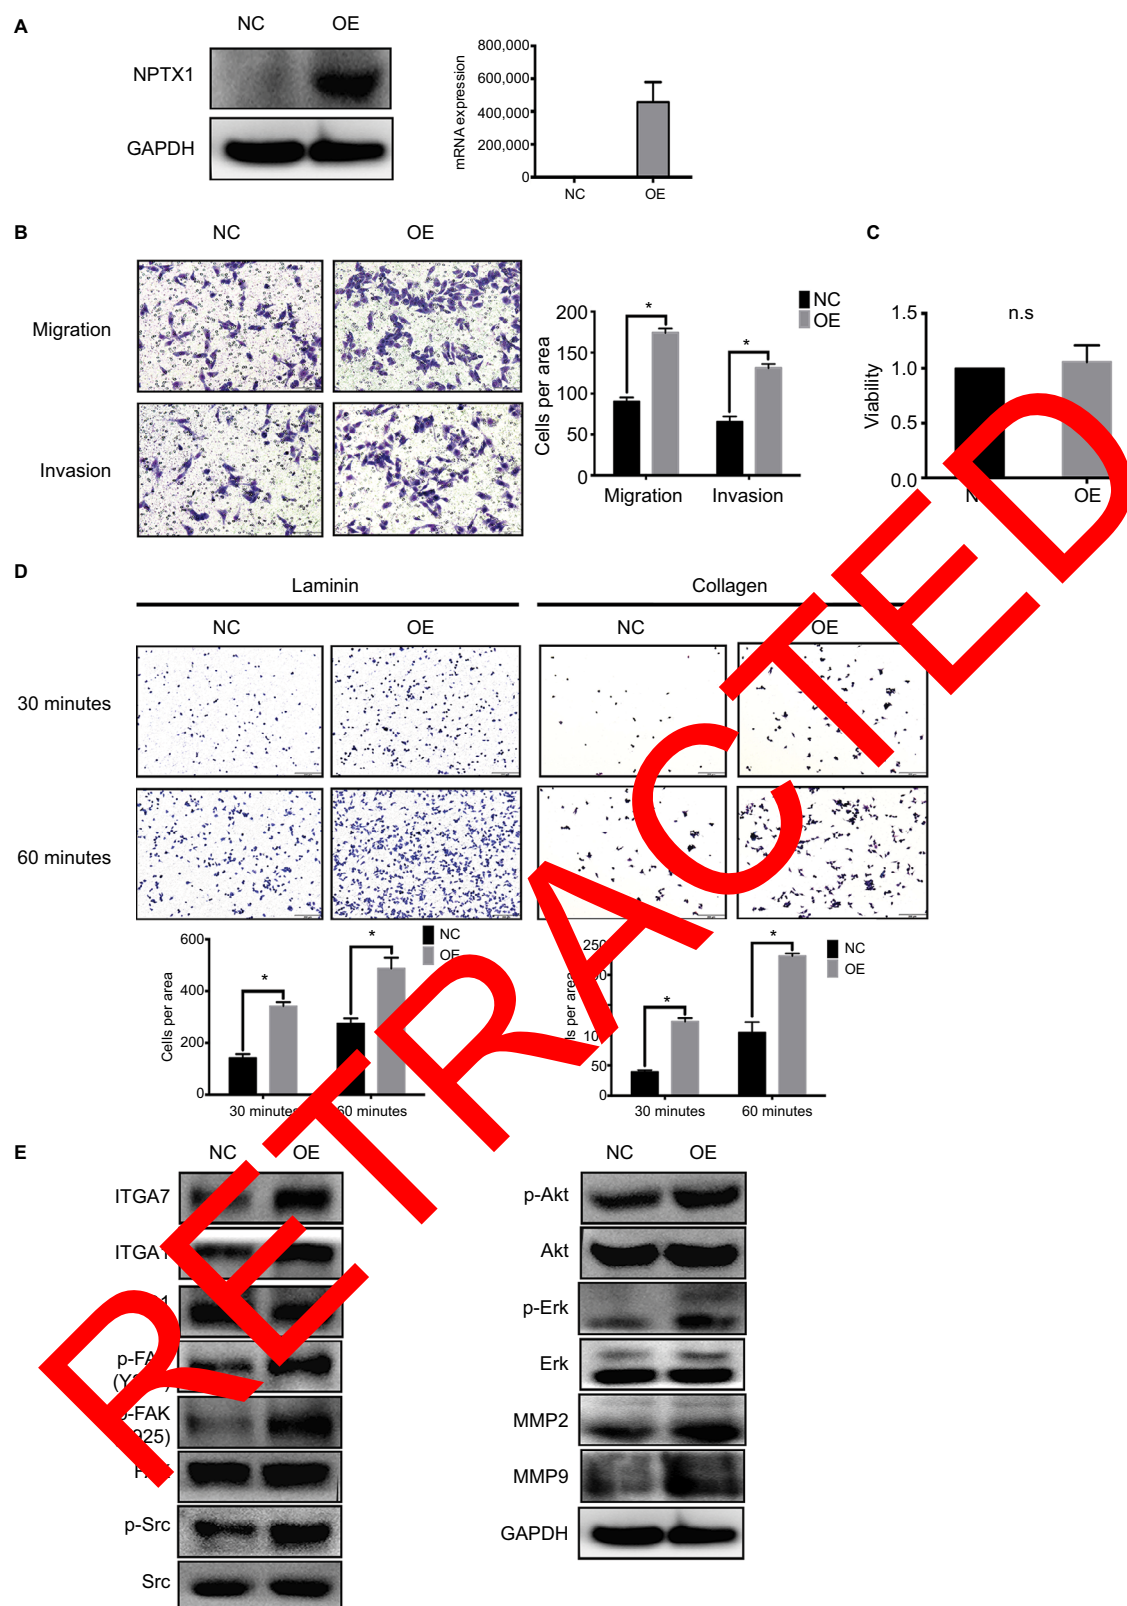 A
NC OE
NPTX1
GAPDH
mRNA expression
800,000
600,000
400,000
200,000
0
NC OE
B
NC OE
Migration
Invasion
Cells per area
200
150
100
50
0
* *
Migration Invasion
NC
OE
C
n.s
Viability
1.5
1.0
0.5
0.0
OE
D
Laminin Collagen
NC OE NC OE
30 minutes
60 minutes
Cells per area
600
400
200
0
* *
30 minutes 60 minutes
NC
OE
250
50
0
* *
30 minutes 60 minutes
NC
OE
E
NC OE
ITGA7
p-FAK
p-Src
Src
NC OE
p-Akt
Akt
p-Erk
Erk
MMP2
MMP9
GAPDH
RETRACTED